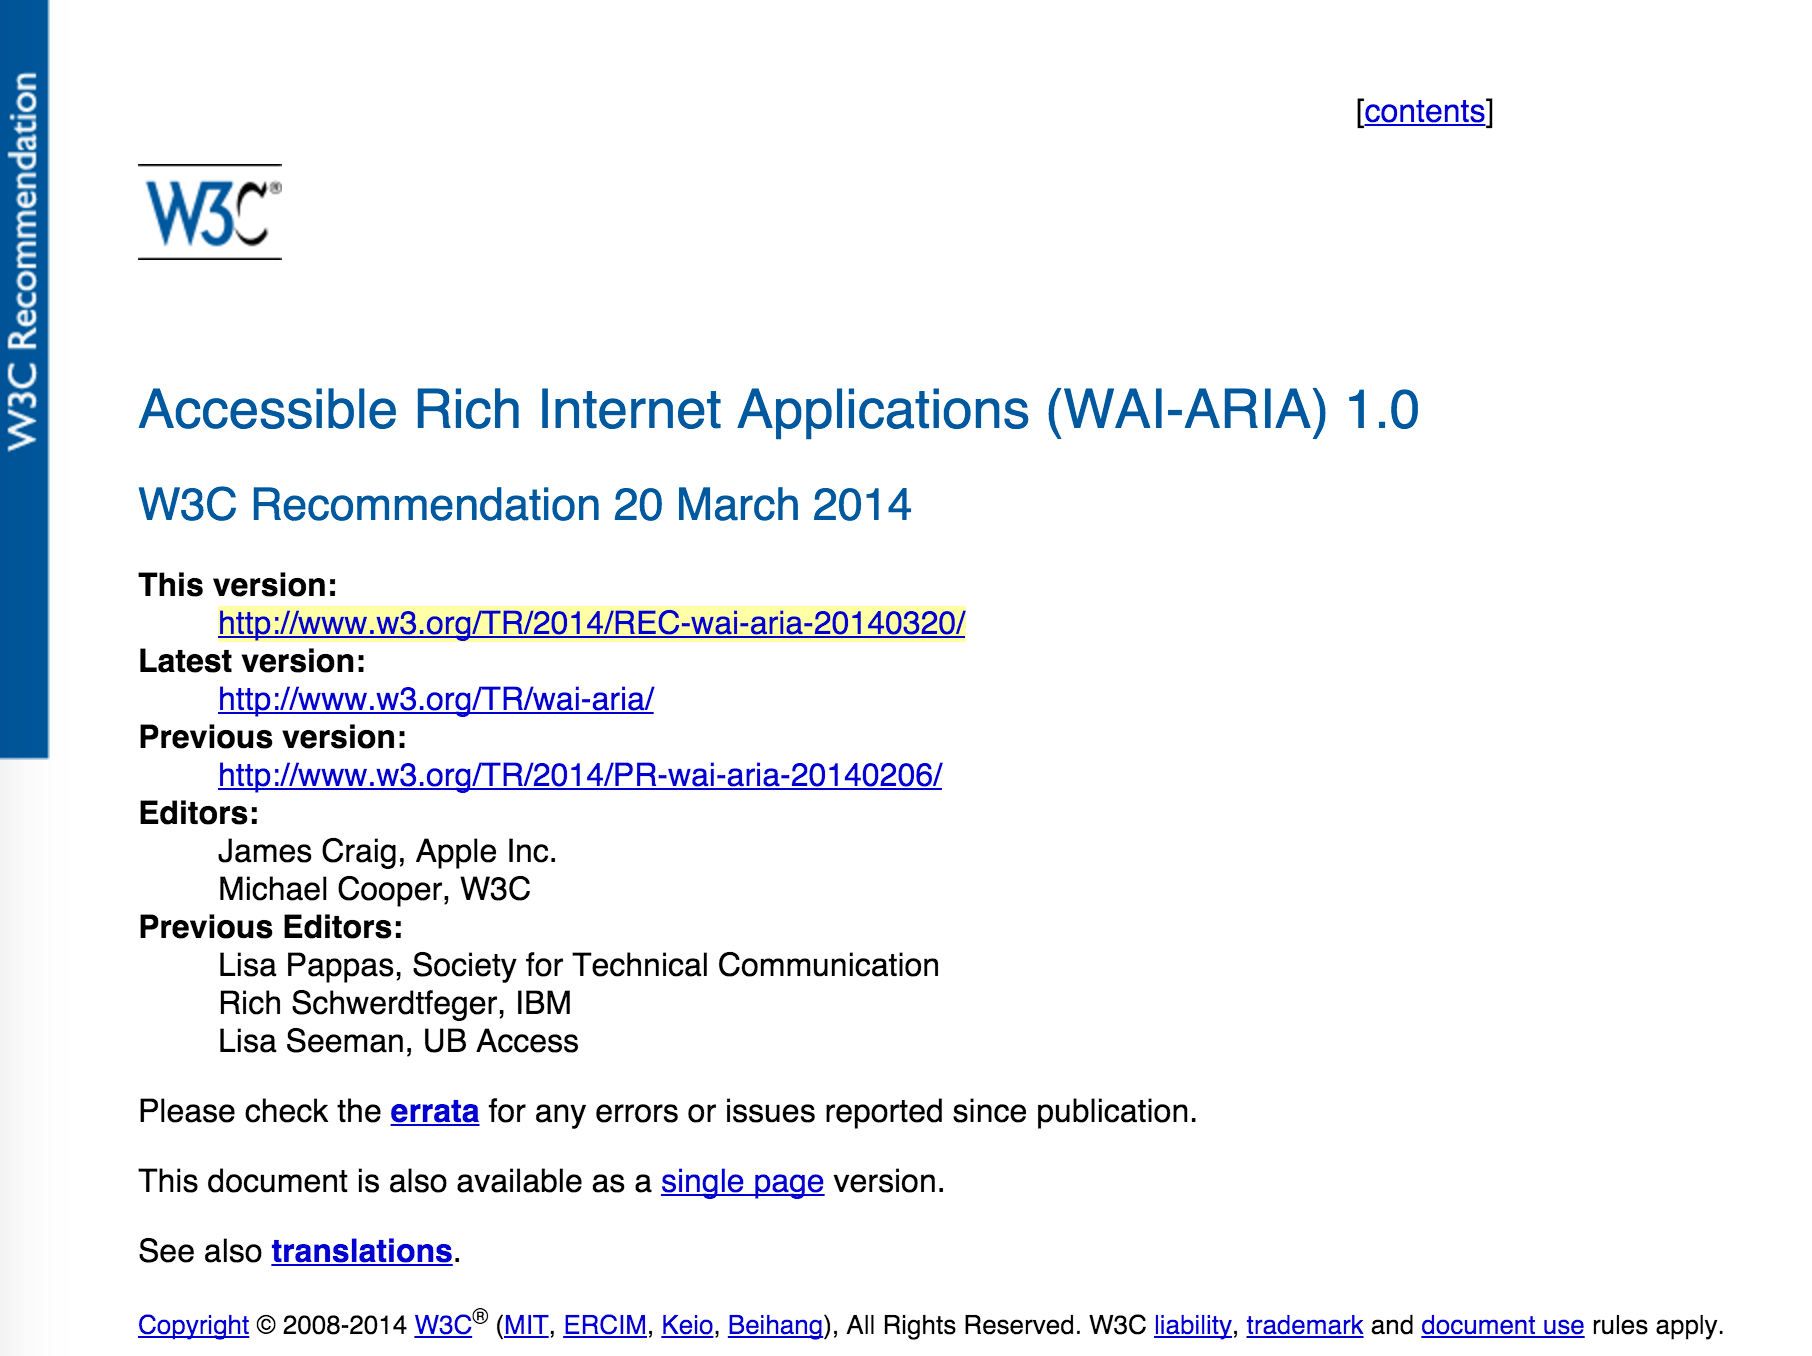 W3C Recommendation
[contents]
W3C®
Accessible Rich Internet Applications (WAI-ARIA) 1.0
W3C Recommendation 20 March 2014
This version:
http://www.w3.org/TR/2014/REC-wai-aria-20140320/
Latest version:
http://www.w3.org/TR/wai-aria/
Previous version:
http://www.w3.org/TR/2014/PR-wai-aria-20140206/
Editors:
James Craig, Apple Inc.
Michael Cooper, W3C
Previous Editors:
Lisa Pappas, Society for Technical Communication
Rich Schwerdtfeger, IBM
Lisa Seeman, UB Access
Please check the errata for any errors or issues reported since publication.
This document is also available as a single page version.
See also translations.
Copyright © 2008-2014 W3C® (MIT, ERCIM, Keio, Beihang), All Rights Reserved. W3C liability, trademark and document use rules apply.